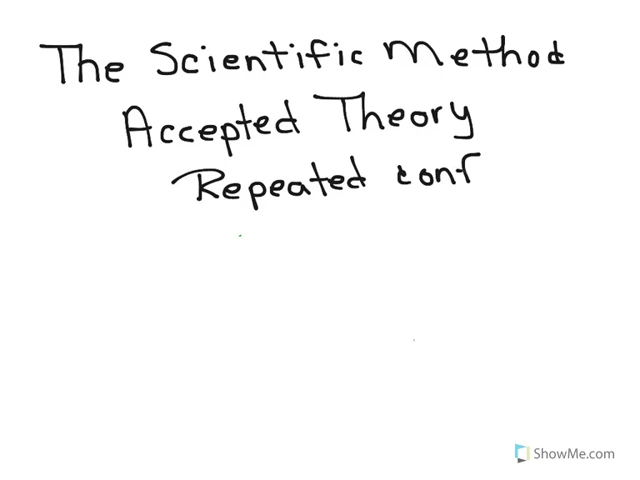 The Scientific Method
Accepted Theory
Repeated conf
ShowMe.com